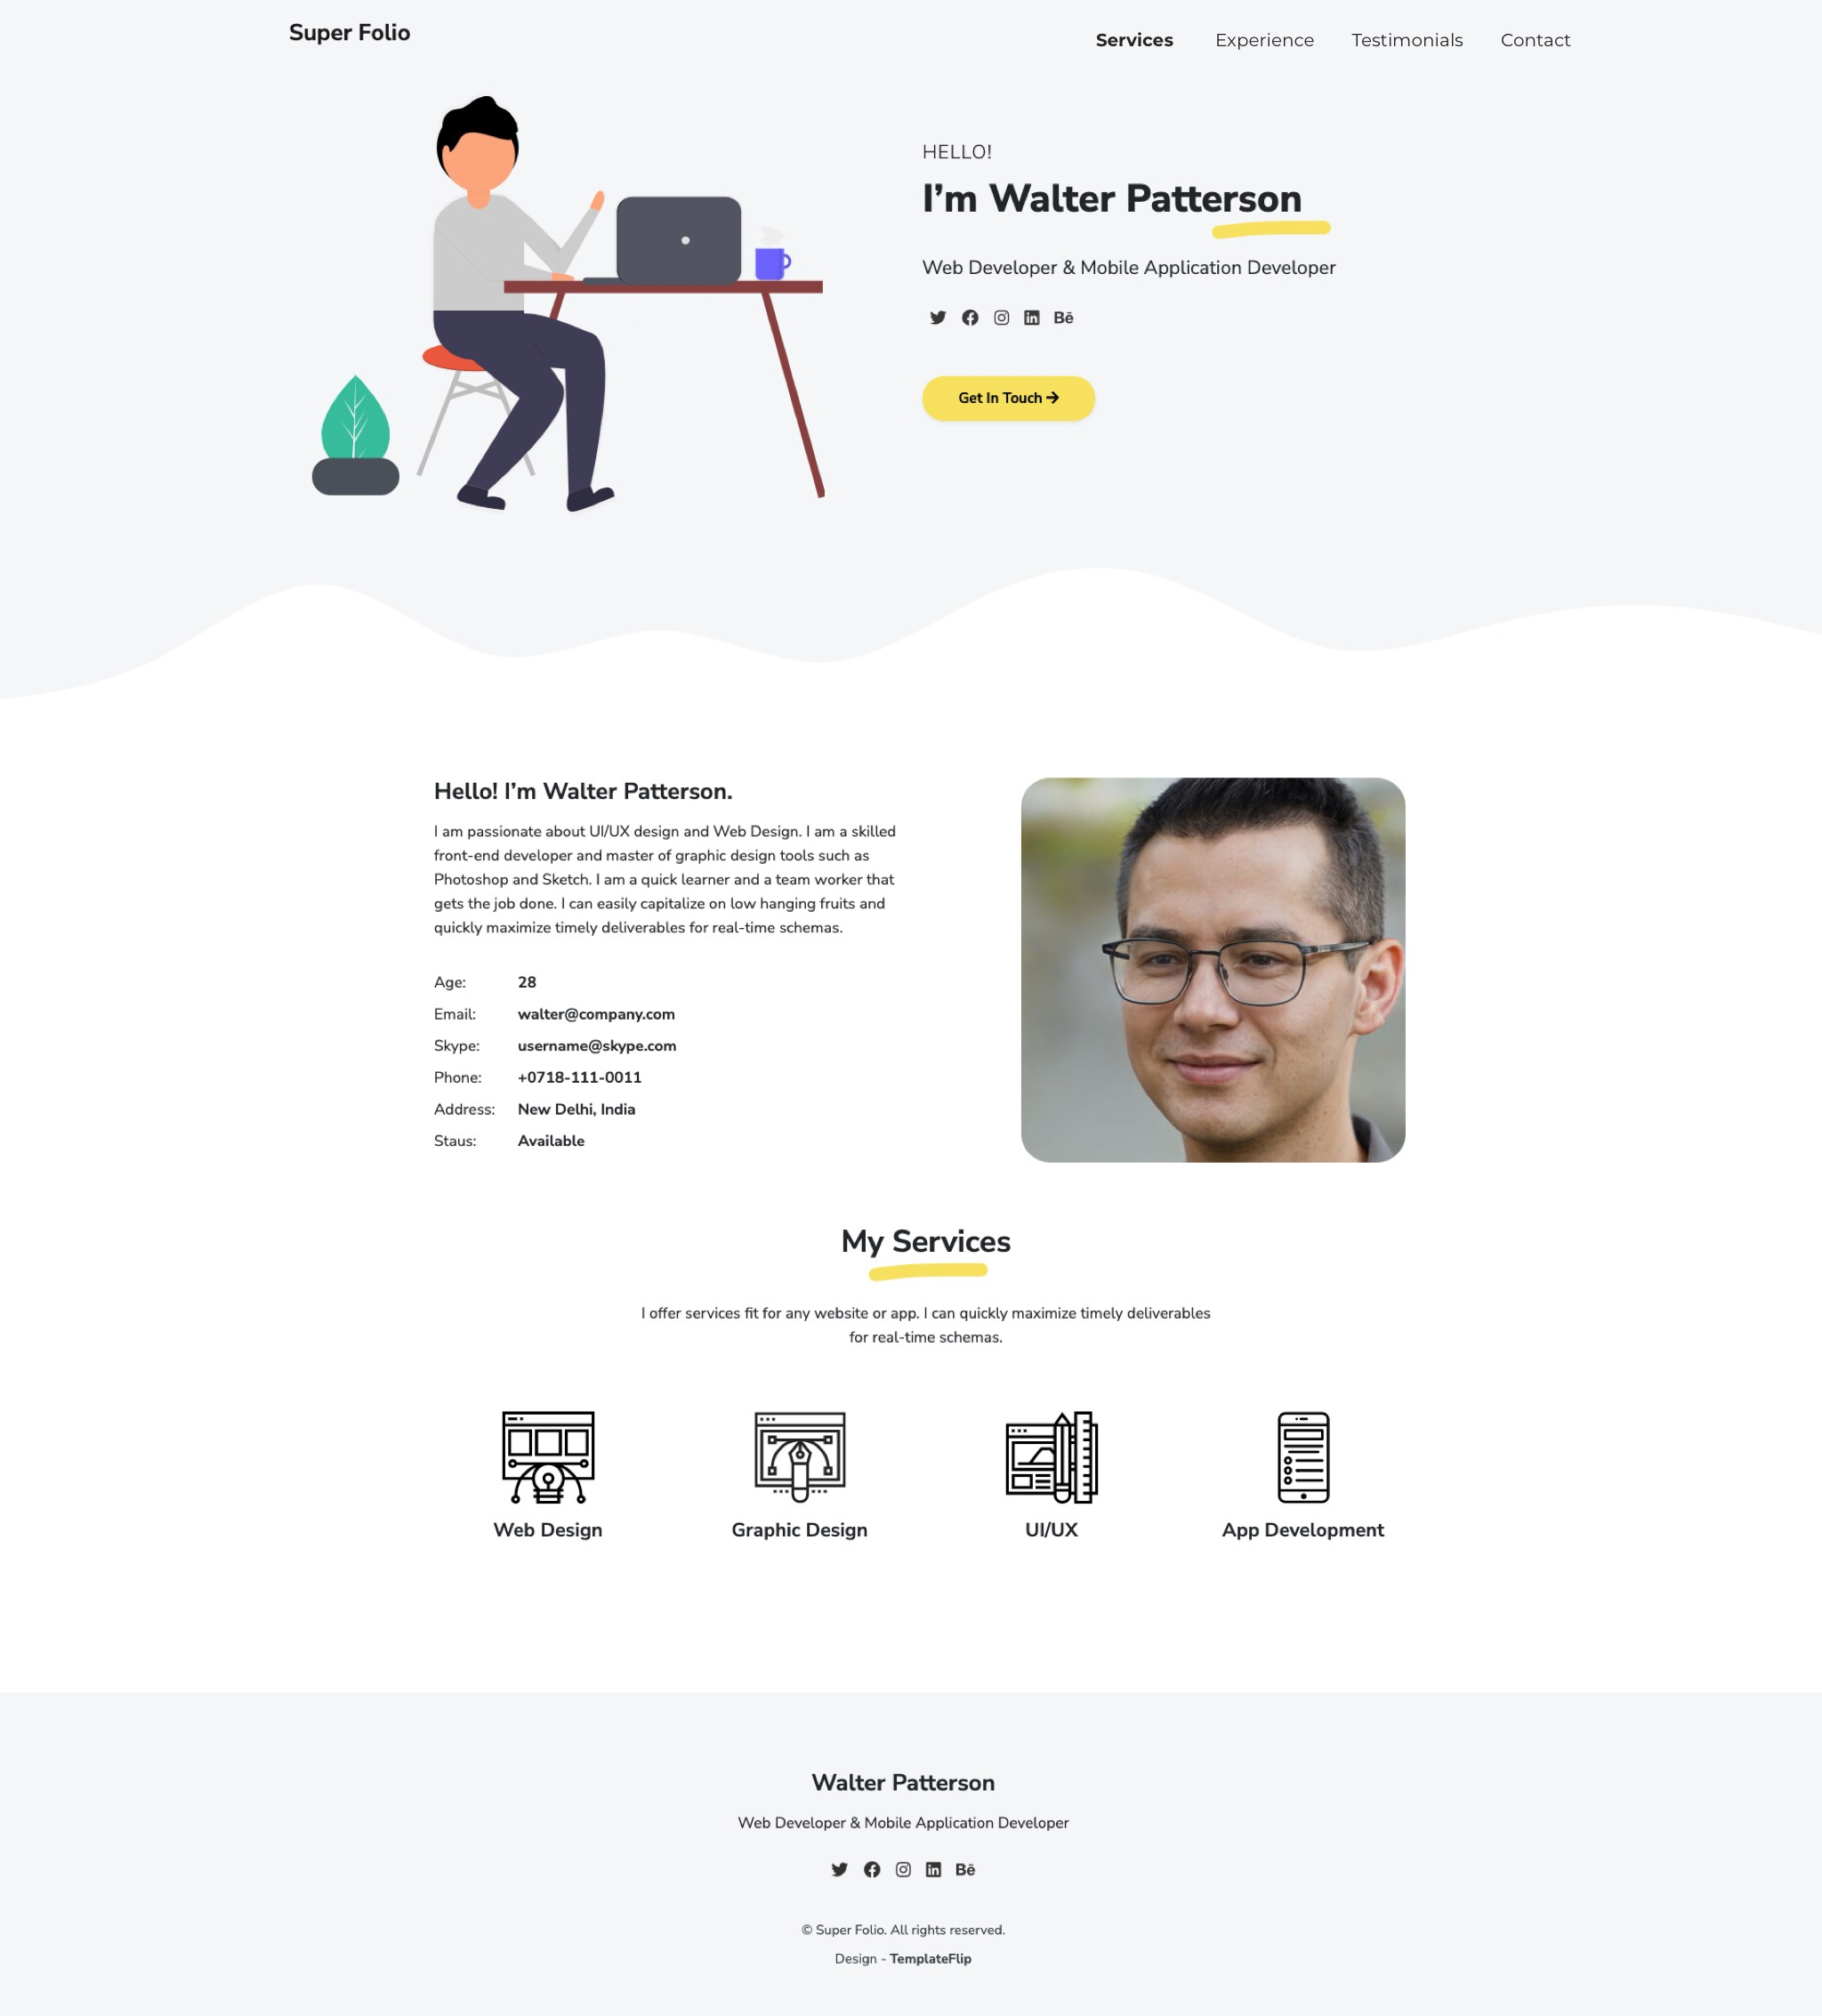 Super Folio
Services Experience Testimonials Contact
HELLO!
I’m Walter Patterson
Web Developer & Mobile Application Developer
Bē
Get In Touch
Hello! I’m Walter Patterson.
I am passionate about UI/UX design and Web Design. I am a skilled
front-end developer and master of graphic design tools such as
Photoshop and Sketch. I am a quick learner and a team worker that
gets the job done. I can easily capitalize on low hanging fruits and
quickly maximize timely deliverables for real-time schemas.
Age: 28
Email: walter@company.com
Skype: username@skype.com
Phone: +0718-111-0011
Address: New Delhi, India
Staus: Available
My Services
I offer services fit for any website or app. I can quickly maximize timely deliverables
for real-time schemas.
Web Design Graphic Design UI/UX App Development
Walter Patterson
Web Developer & Mobile Application Developer
Bē
© Super Folio. All rights reserved.
Design - TemplateFlip